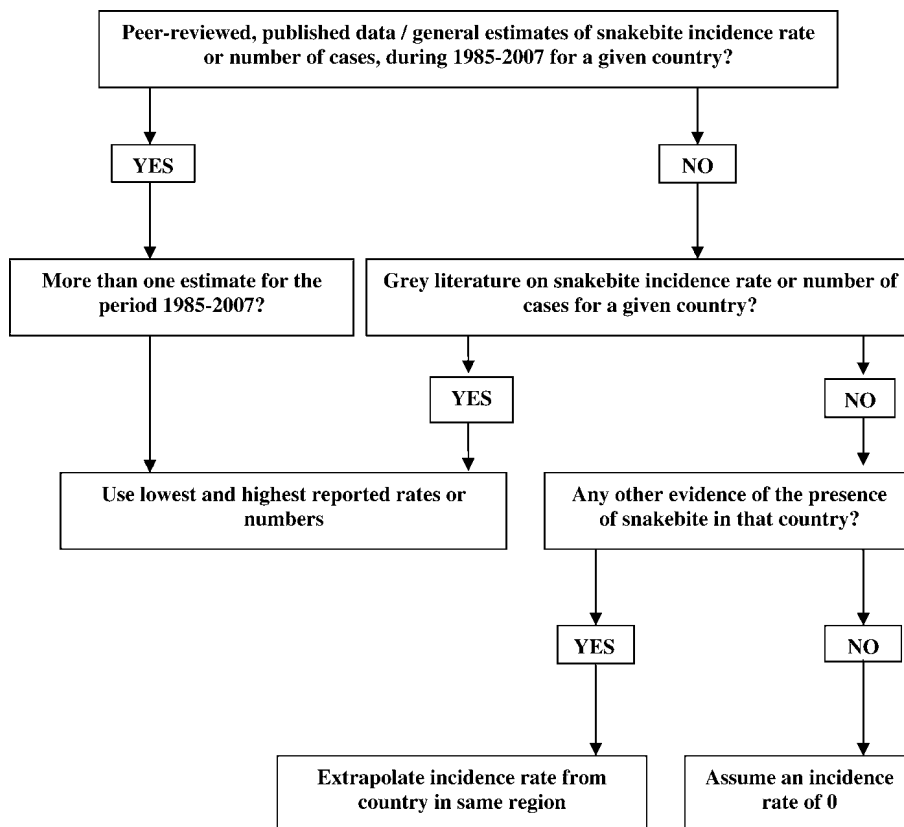 Peer-reviewed, published data / general estimates of snakebite incidence rate
or number of cases, during 1985-2007 for a given country?
YES
NO
More than one estimate for the
period 1985-2007?
Grey literature on snakebite incidence rate or number of
cases for a given country?
YES
NO
Use lowest and highest reported rates or
numbers
Any other evidence of the presence
of snakebite in that country?
YES
NO
Extrapolate incidence rate from
country in same region
Assume an incidence
rate of 0